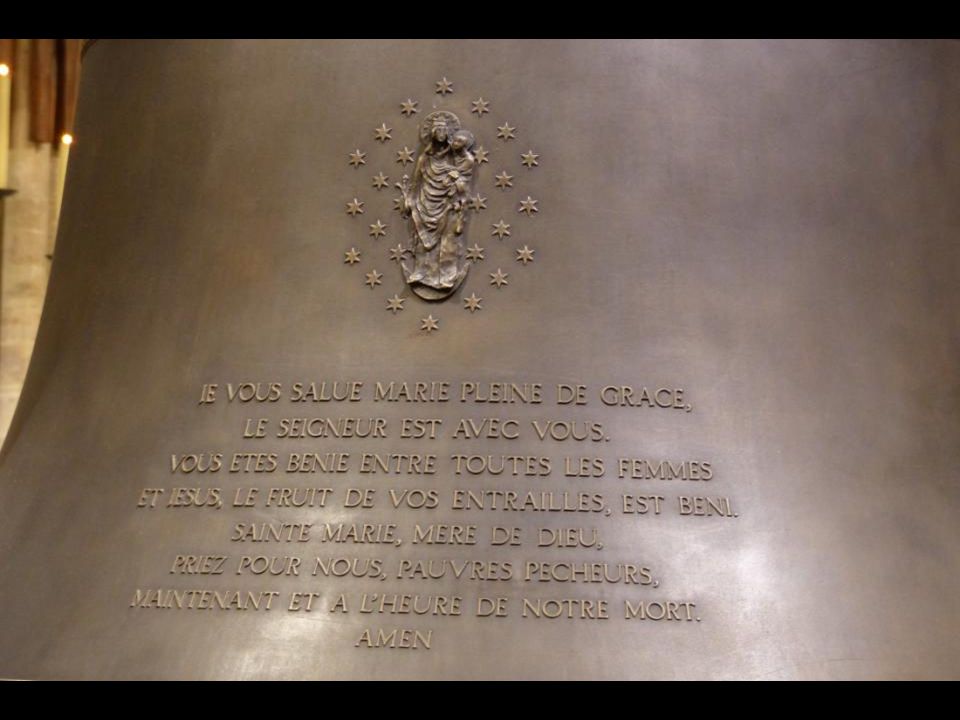 JE VOUS SALUE MARIE PLEINE DE GRACE,
LE SEIGNEUR EST AVEC VOUS.
VOUS ETES BENIE ENTRE TOUTES LES FEMMES
ET JESUS, LE FRUIT DE VOS ENTRAILLES, EST BENI.
SAINTE MARIE, MERE DE DIEU,
PRIEZ POUR NOUS, PAUVRES PECHEURS,
MAINTENANT ET A L'HEURE DE NOTRE MORT.
AMEN